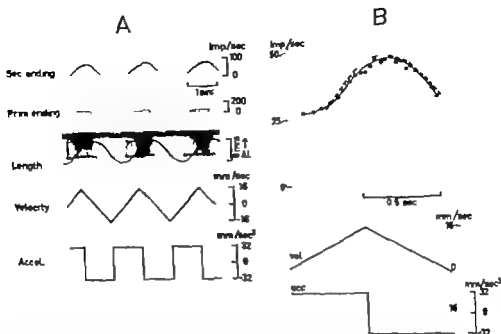 A
B
Imp/sec
100
0
Sec ending
1sec
Prim ending
200
0
Length
mm/sec
16
0
16
Velocity
mm/sec²
32
0
32
Accel.
Imp/sec
50
25
0
0.5 sec
mm/sec
16
vel.
0
acc
mm/sec²
32
16
0
32